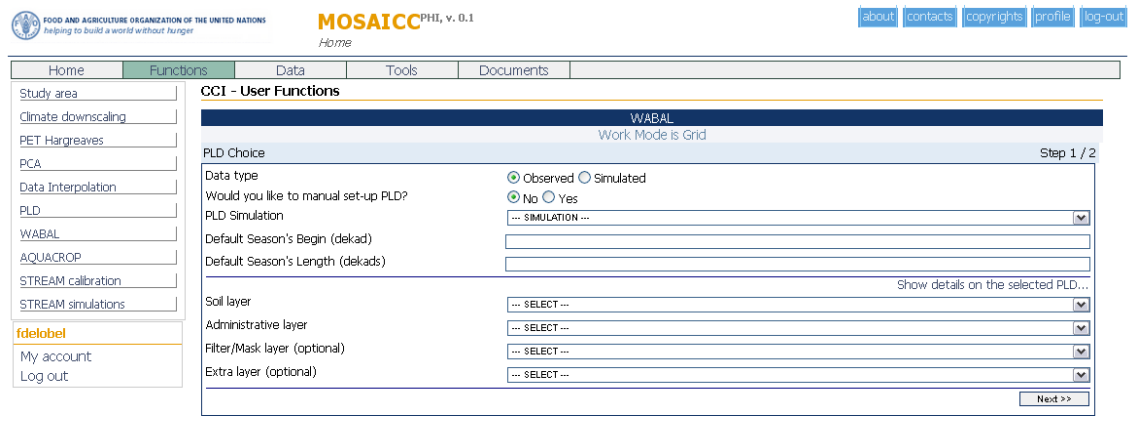 FOOD AND AGRICULTURE ORGANIZATION OF THE UNITED NATIONS
helping to build a world without hunger
MOSAICC PHI, v. 0.1
Home
about contacts copyrights profile log-out
Home Functions Data Tools Documents
Study area
Climate downscaling
PET Hargreaves
PCA
Data Interpolation
PLD
WABAL
AQUACROP
STREAM calibration
STREAM simulations
fdelobel
My account
Log out
CCI - User Functions
WABAL
Work Mode is Grid
PLD Choice Step 1 / 2
Data type Observed Simulated
Would you like to manual set-up PLD? No Yes
PLD Simulation --- SIMULATION ---
Default Season's Begin (dekad)
Default Season's Length (dekads)
Show details on the selected PLD...
Soil layer --- SELECT ---
Administrative layer --- SELECT ---
Filter/Mask layer (optional) --- SELECT ---
Extra layer (optional) --- SELECT ---
Next >>